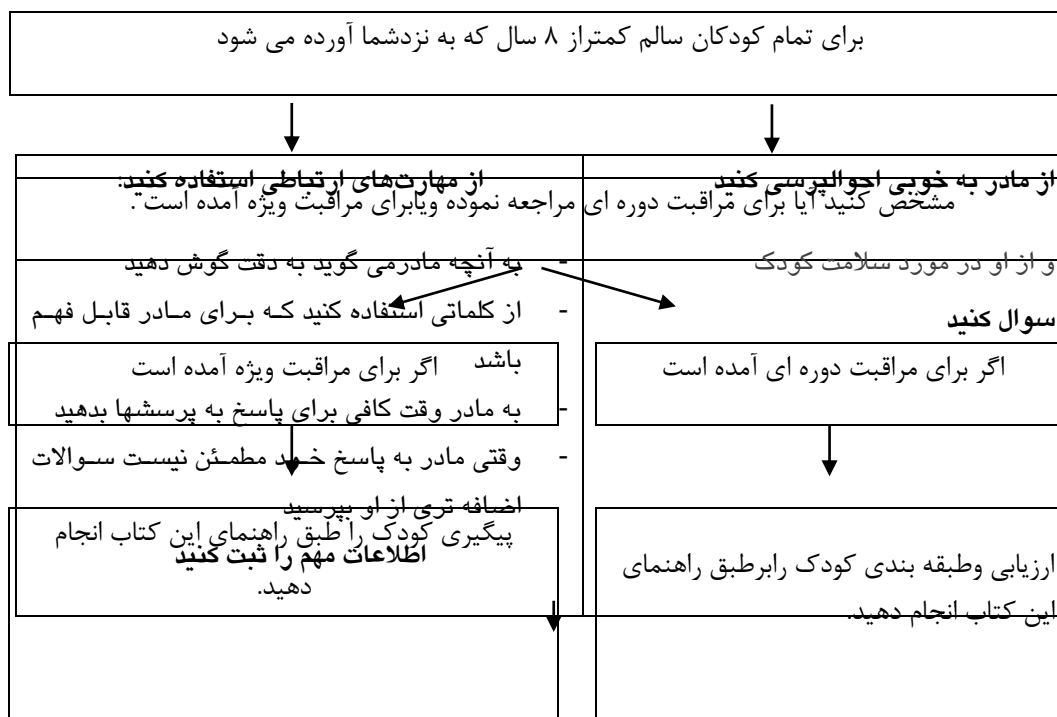 برای تمام کودکان سالم کمتراز ۸ سال که به نزدشما آورده می شود
از مادر به خوبی احوالپرسی کنید
و از او در مورد سلامت کودک
سوال کنید
از مهارت‌های ارتباطی استفاده کنید:
- به آنچه مادرمی گوید به دقت گوش دهید
- از کلماتی استفاده کنید که برای مادر قابل فهم
باشد
- به مادر وقت کافی برای پاسخ به پرسشها بدهید
- وقتی مادر به پاسخ خود مطمئن نیست سوالات
اضافه تری از او بپرسید
اطلاعات مهم را ثبت کنید
مشخص کنید آیا برای مراقبت دوره ای مراجعه نموده ویابرای مراقبت ویژه آمده است .
اگر برای مراقبت دوره ای آمده است
اگر برای مراقبت ویژه آمده است
ارزیابی وطبقه بندی کودک رابرطبق راهنمای
این کتاب انجام دهید.
پیگیری کودک را طبق راهنمای این کتاب انجام
دهید.